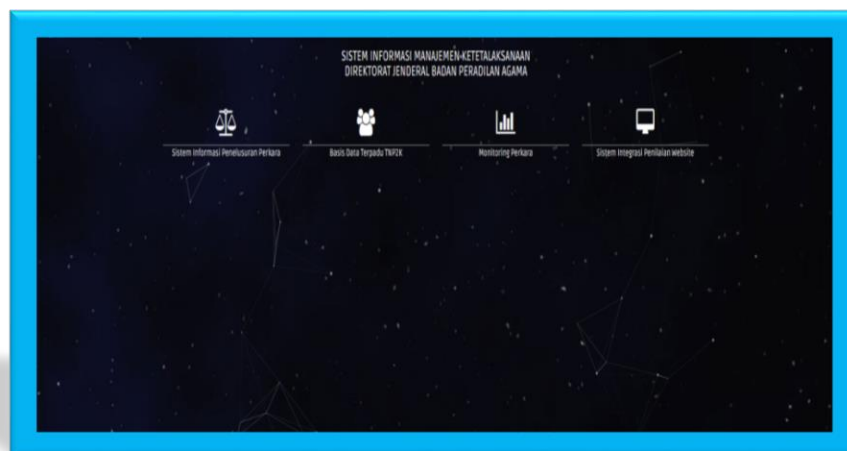 SISTEM INFORMASI MANAJEMEN-KETETALAKSANAAN
DIREKTORAT JENDERAL BADAN PERADILAN AGAMA
Sistem Informasi Penelusuran Perkara
Basis Data Terpadu TNP2K
Monitoring Perkara
Sistem Integrasi Penilaian Website